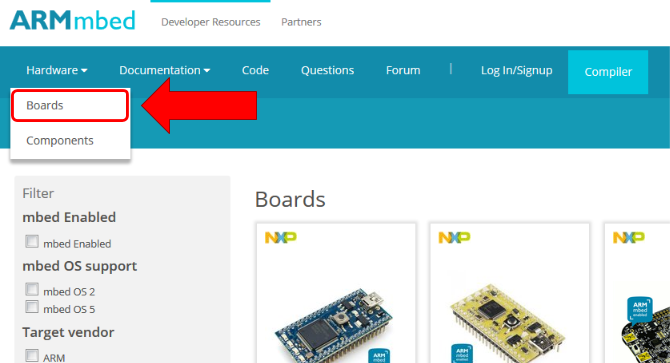 ARMmbed
Developer Resources Partners
Hardware Documentation Code Questions Forum | Log In/Signup Compiler
Boards
Components
Filter
mbed Enabled
mbed Enabled
mbed OS support
mbed OS 2
mbed OS 5
Target vendor
ARM
Boards
NXP
NXP
ARM
mbed
ARM
mbed
Enabled
ARM
mbed
Enabled